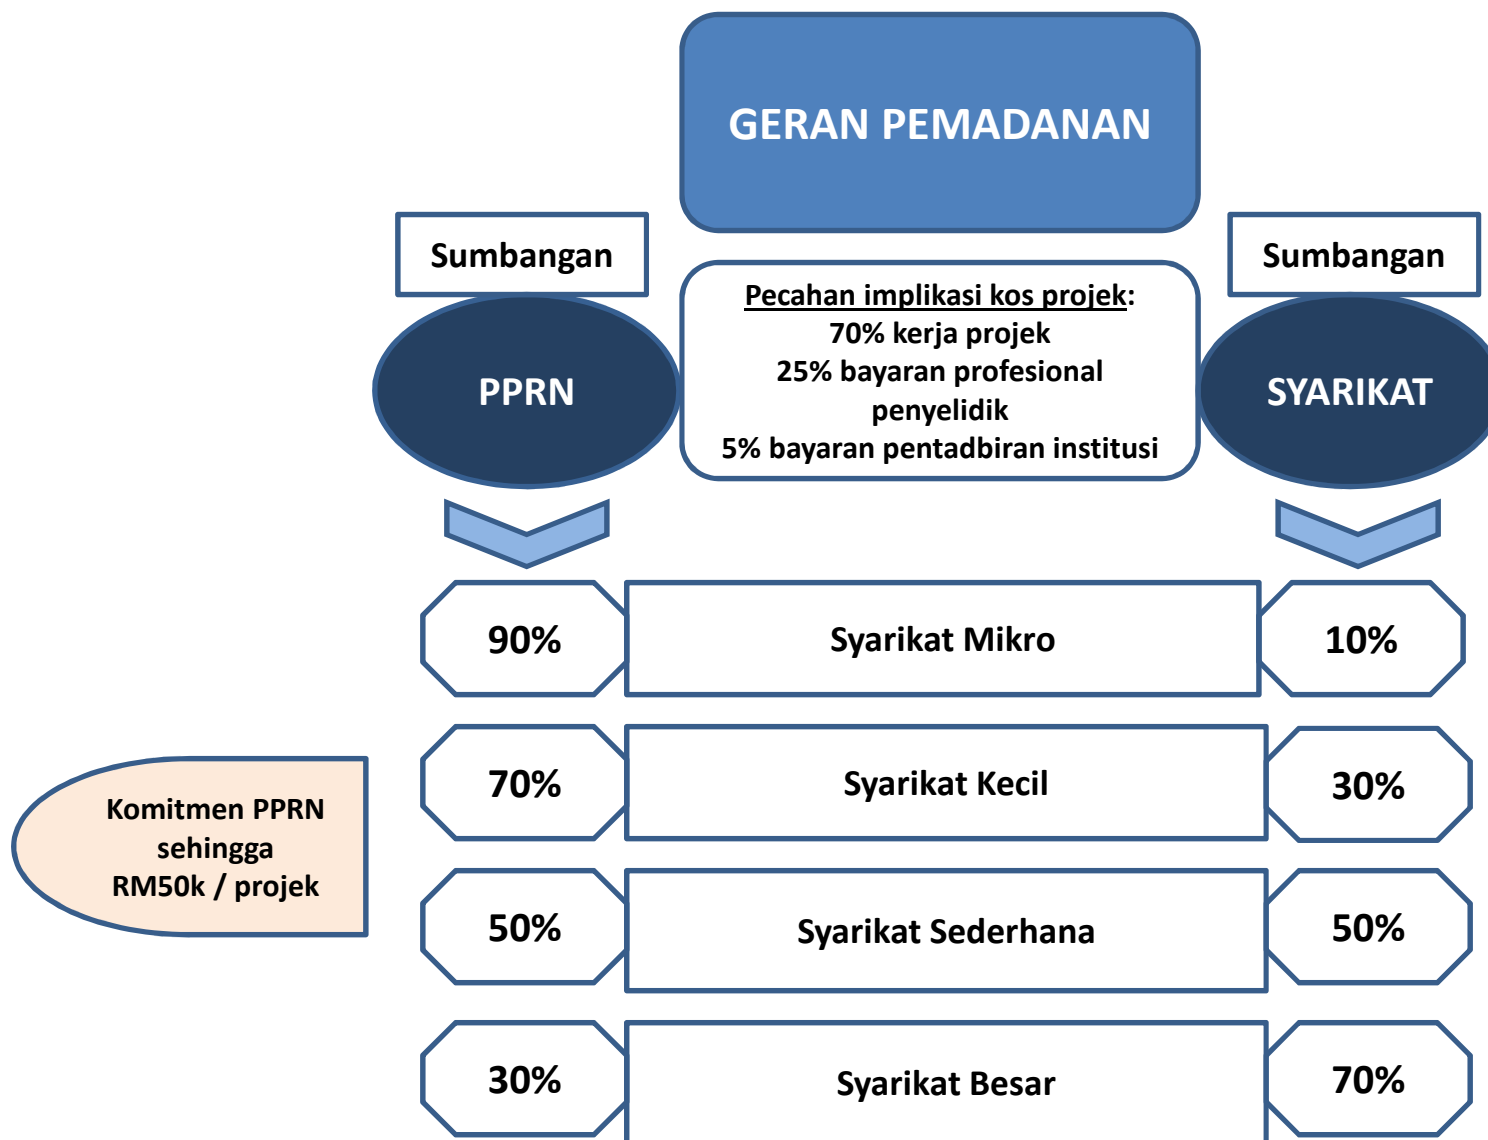 GERAN PEMADANAN
Sumbangan
Sumbangan
PPRN
Pecahan implikasi kos projek:
70% kerja projek
25% bayaran profesional
penyelidik
5% bayaran pentadbiran institusi
SYARIKAT
90%
Syarikat Mikro
10%
70%
Syarikat Kecil
30%
Komitmen PPRN
sehingga
RM50k / projek
50%
Syarikat Sederhana
50%
30%
Syarikat Besar
70%